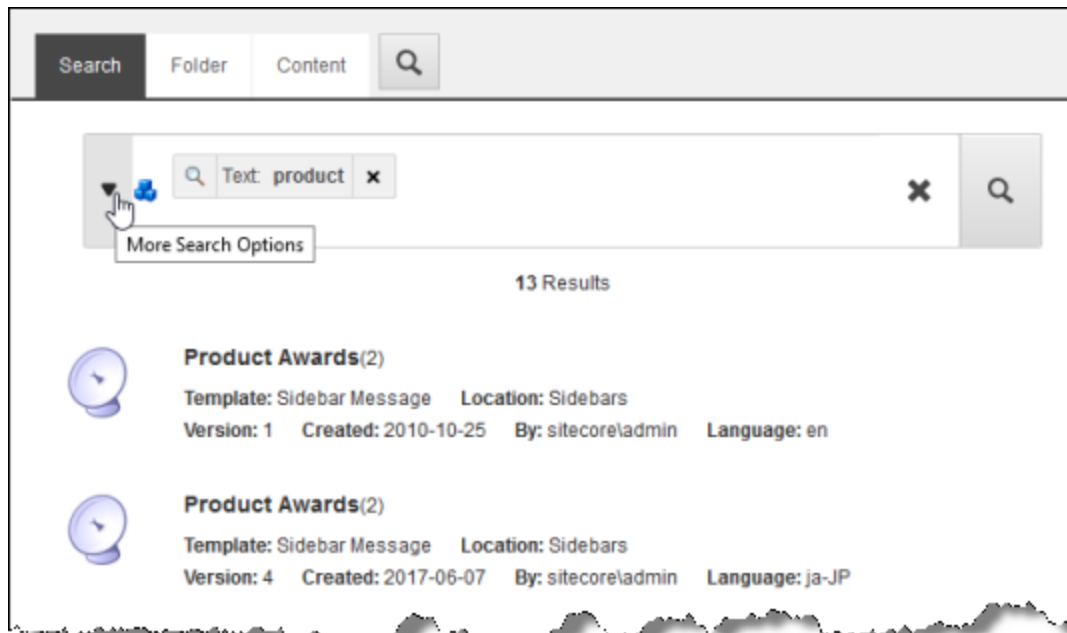 Search Folder Content
Text: product
More Search Options
13 Results
Product Awards(2)
Template: Sidebar Message Location: Sidebars
Version: 1 Created: 2010-10-25 By: sitecore\admin Language: en
Product Awards(2)
Template: Sidebar Message Location: Sidebars
Version: 4 Created: 2017-06-07 By: sitecore\admin Language: ja-JP